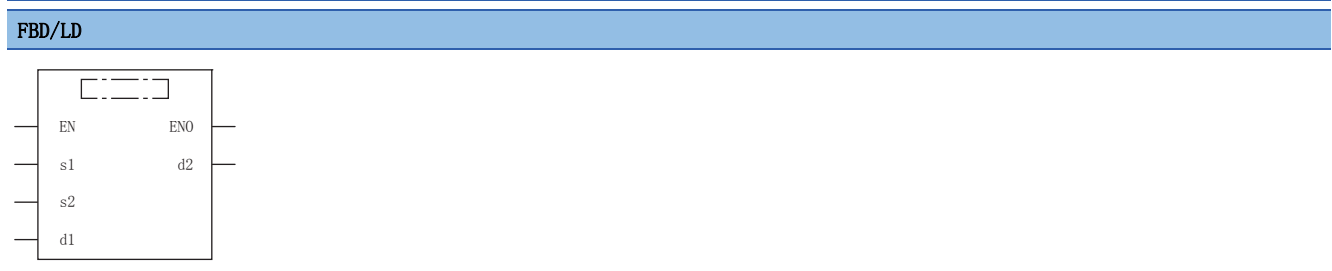 FBD/LD
EN ENO
s1 d2
s2
d1